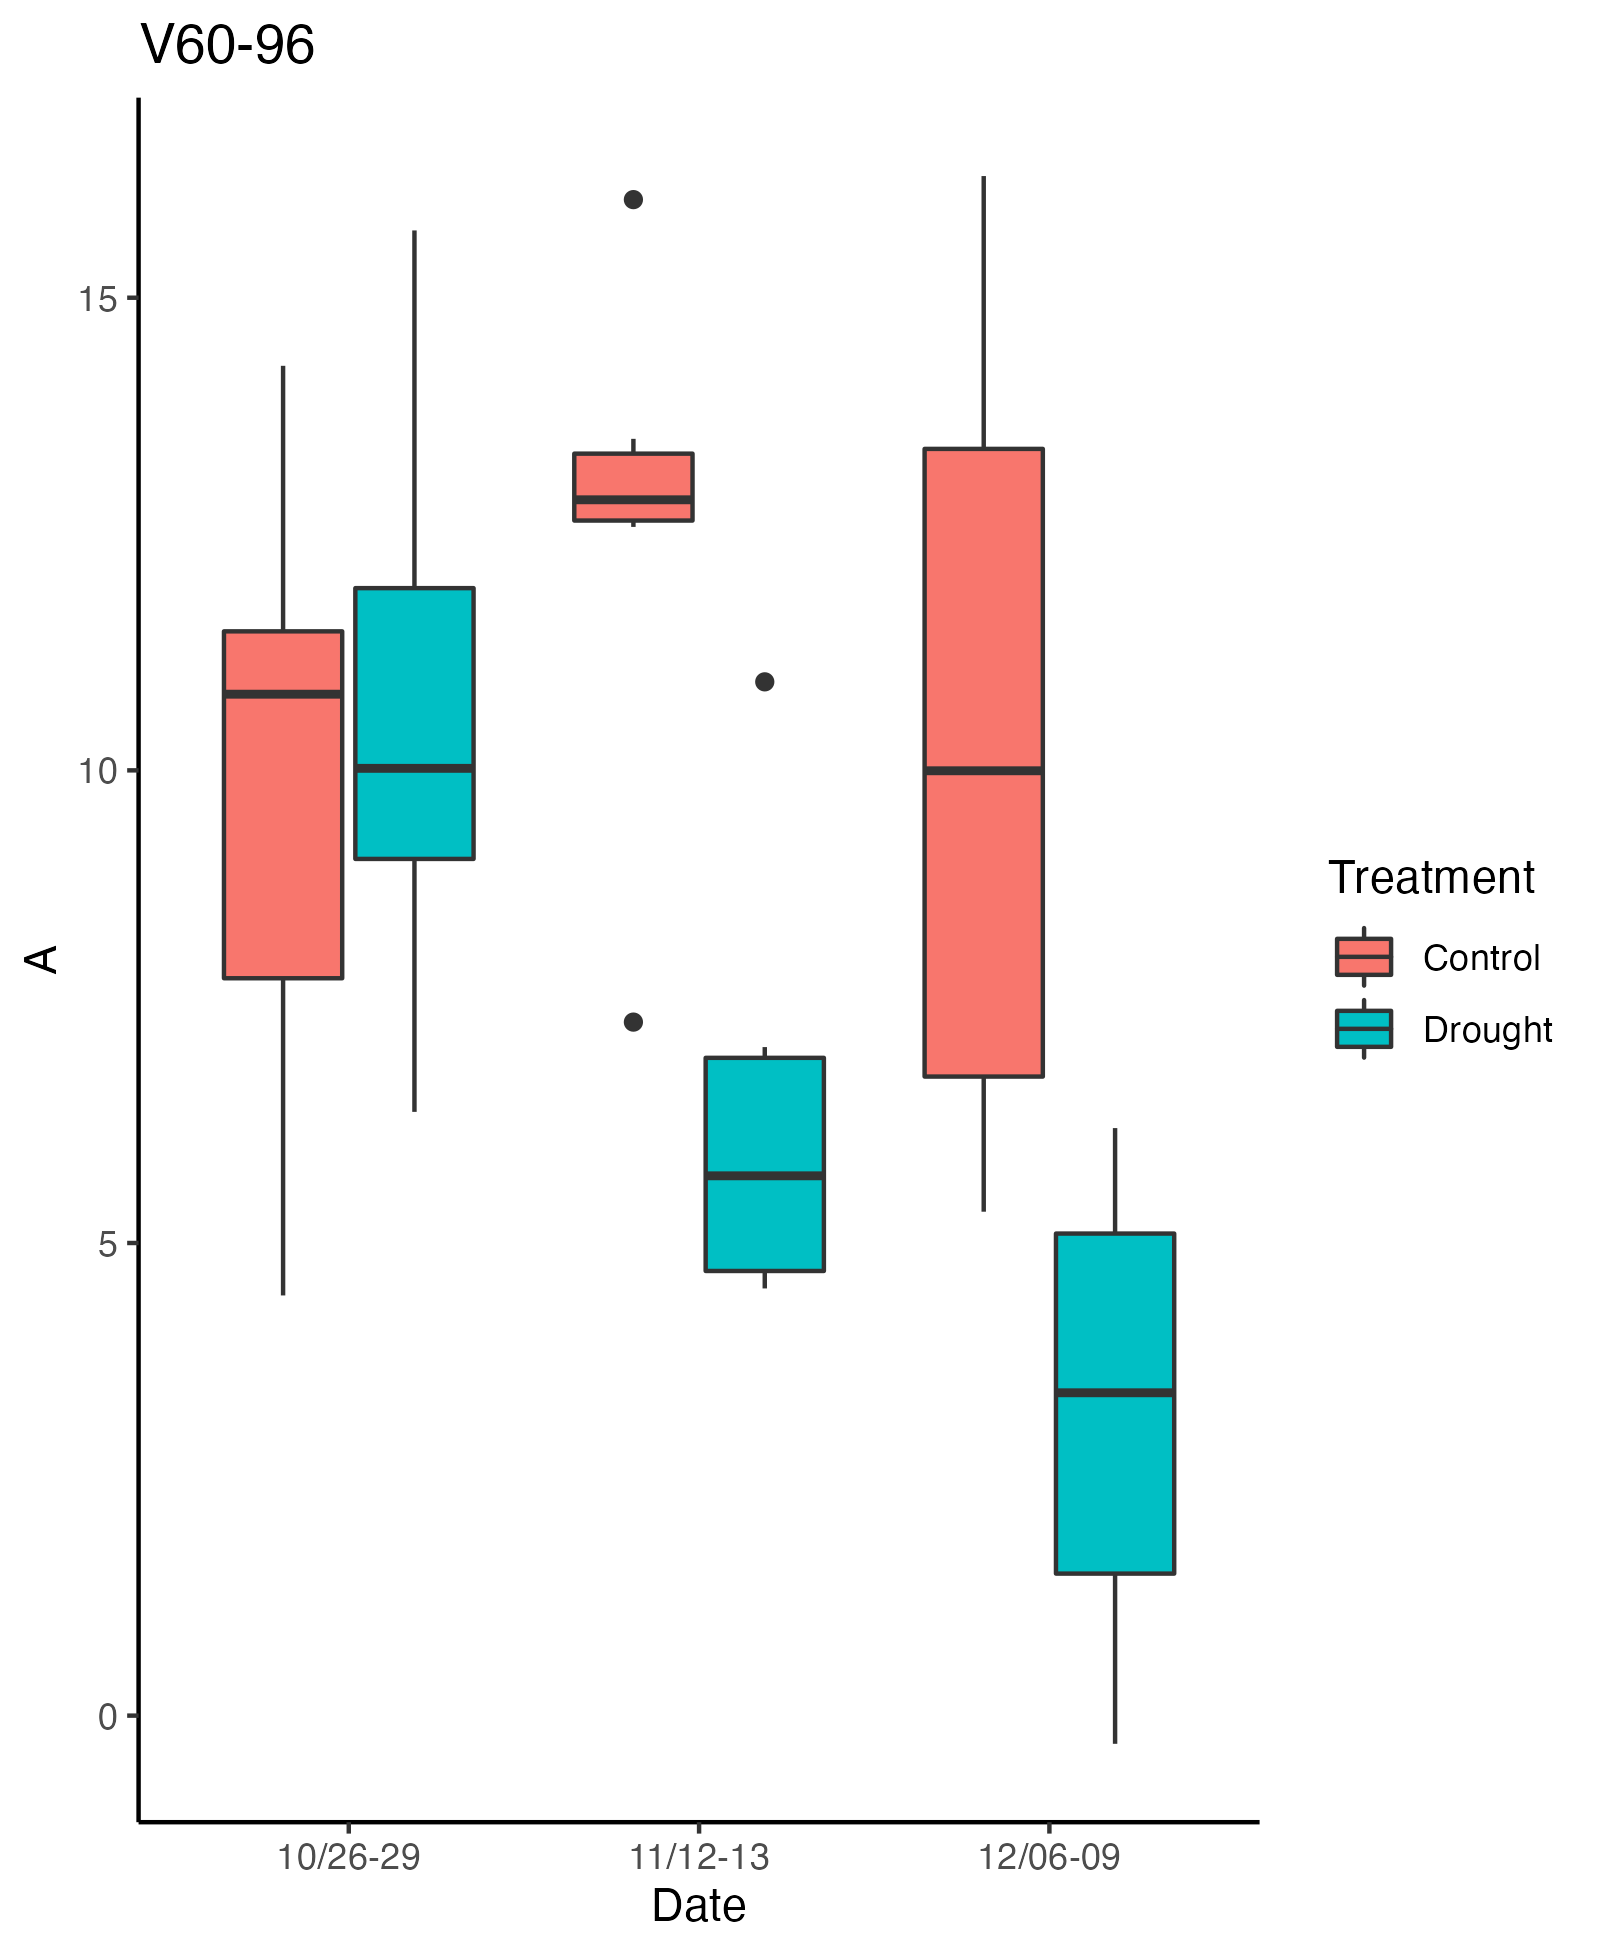 V60-96
15
10
5
0
A
10/26-29
11/12-13
12/06-09
Date
Treatment
Control
Drought